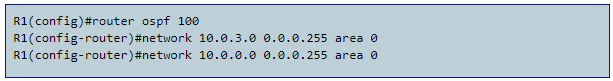 R1(config)#router ospf 100
R1(config-router)#network 10.0.3.0 0.0.0.255 area 0
R1(config-router)#network 10.0.0.0 0.0.0.255 area 0